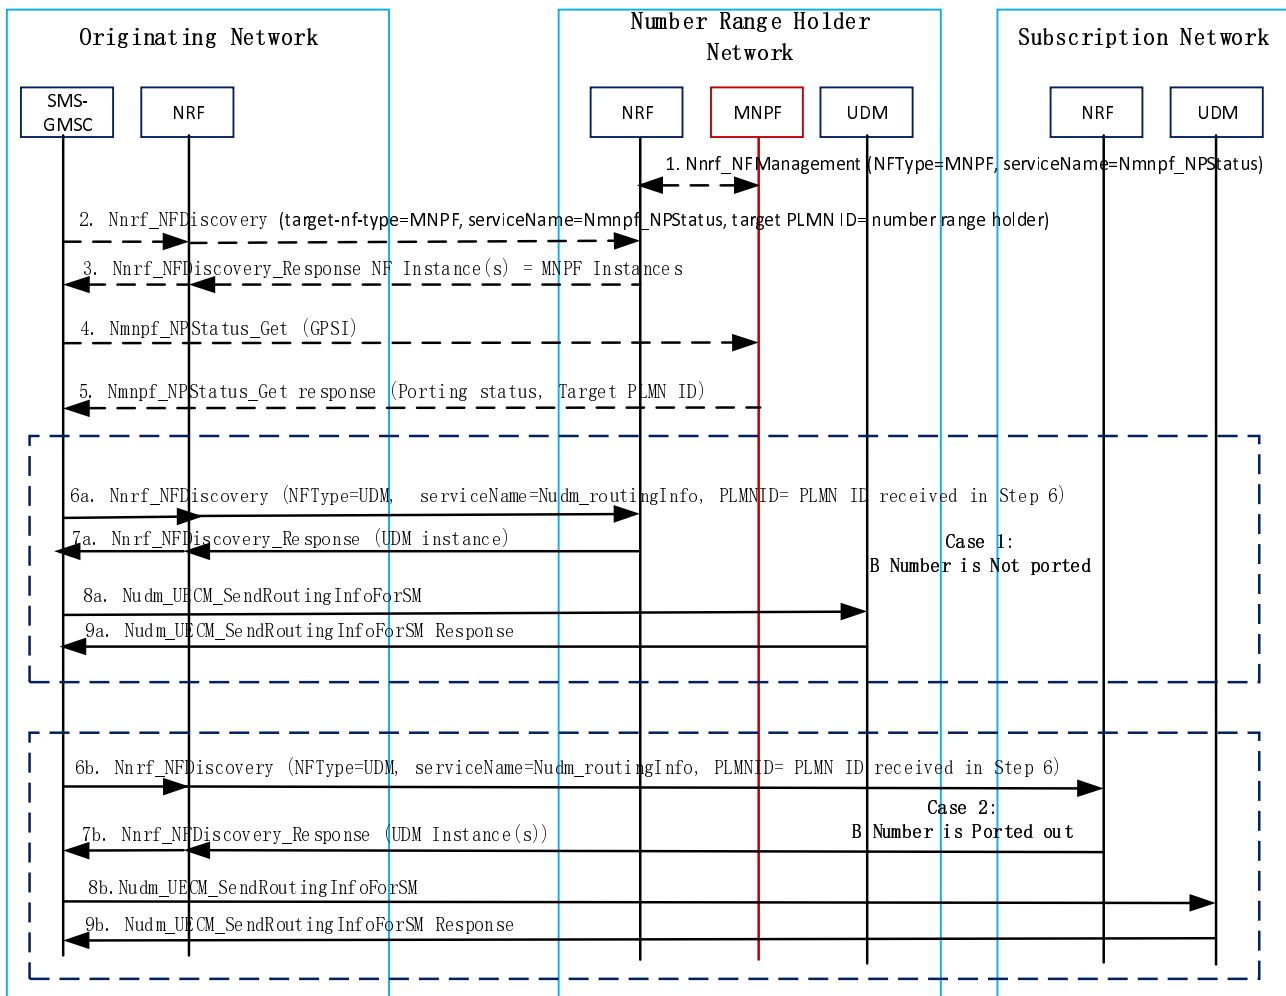 Originating Network
Number Range Holder
Network
Subscription Network
SMS-
GMSC
NRF
NRF
MNPF
UDM
NRF
UDM
1. Nnrf_NFManagement (NFType=MNPF, serviceName=Nmnpf_NPStatus)
2. Nnrf_NFDiscovery (target-nf-type=MNPF, serviceName=Nmnpf_NPStatus, target PLMN ID= number range holder)
3. Nnrf_NFDiscovery_Response NF Instance(s) = MNPF Instances
4. Nmnpf_NPStatus_Get (GPSI)
5. Nmnpf_NPStatus_Get response (Porting status, Target PLMN ID)
6a. Nnrf_NFDiscovery (NFType=UDM, serviceName=Nudm_routingInfo, PLMNID= PLMN ID received in Step 6)
7a. Nnrf_NFDiscovery_Response (UDM instance)
Case 1:
B Number is Not ported
8a. Nudm_UECM_SendRoutingInfoForSM
9a. Nudm_UECM_SendRoutingInfoForSM Response
6b. Nnrf_NFDiscovery (NFType=UDM, serviceName=Nudm_routingInfo, PLMNID= PLMN ID received in Step 6)
Case 2:
B Number is Ported out
7b. Nnrf_NFDiscovery_Response (UDM Instance(s))
8b. Nudm_UECM_SendRoutingInfoForSM
9b. Nudm_UECM_SendRoutingInfoForSM Response